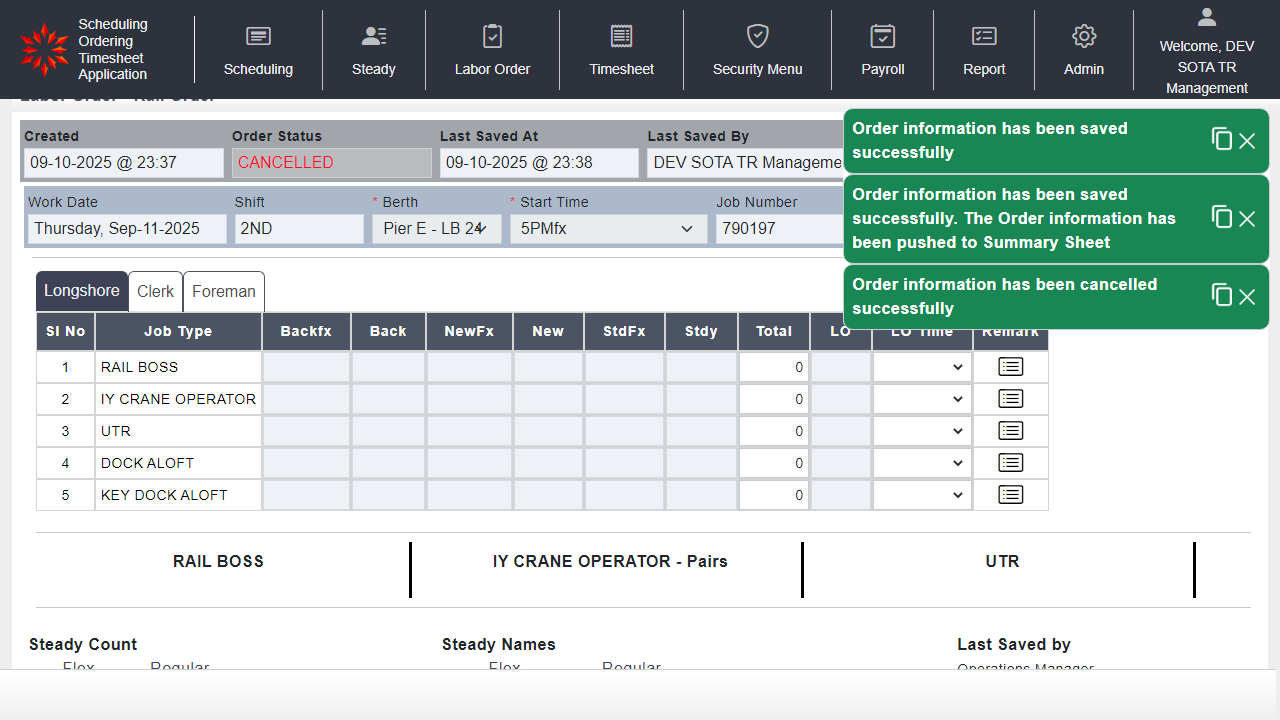 Scheduling
Ordering
Timesheet
Application
Scheduling
Steady
Labor Order
Timesheet
Security Menu
Payroll
Report
Admin
Welcome, DEV
SOTA TR
Management
Labor Order - Rail Order
Order information has been saved
successfully
Order information has been saved
successfully. The Order information has
been pushed to Summary Sheet
Order information has been cancelled
successfully
Created Order Status Last Saved At Last Saved By
09-10-2025 @ 23:37 CANCELLED 09-10-2025 @ 23:38 DEV SOTA TR Manageme
Work Date Shift * Berth * Start Time Job Number
Thursday, Sep-11-2025 2ND Pier E - LB 24 5PMfx 790197
Longshore Clerk Foreman
SI No Job Type Backfx Back NewFx New StdFx Stdy Total LO LO Time Remark
1 RAIL BOSS 0
2 IY CRANE OPERATOR 0
3 UTR 0
4 DOCK ALOFT 0
5 KEY DOCK ALOFT 0
RAIL BOSS IY CRANE OPERATOR - Pairs UTR
Steady Count Steady Names Last Saved by
Flex Regular Flex Regular Operations Manager